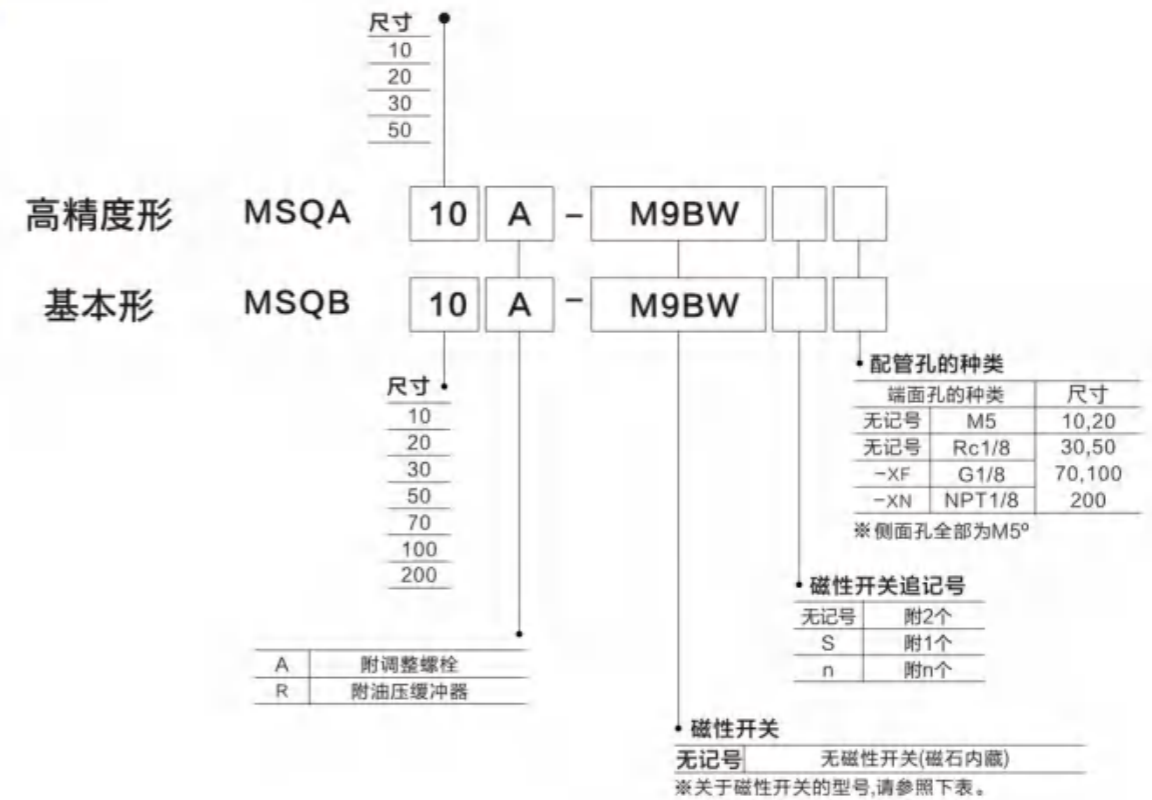 尺寸
10
20
30
50
高精度形 MSQA 10 A - M9BW
基本形 MSQB 10 A - M9BW
尺寸
10
20
30
50
70
100
200
配管孔的种类
端面孔的种类 尺寸
无记号 M5 10,20
无记号 Rc1/8 30,50
-XF G1/8 70,100
-XN NPT1/8 200
※侧面孔全部为M5º
磁性开关追记号
无记号 附2个
S 附1个
n 附n个
A 附调整螺栓
R 附油压缓冲器
磁性开关
无记号 无磁性开关(磁石内藏)
※关于磁性开关的型号,请参照下表。